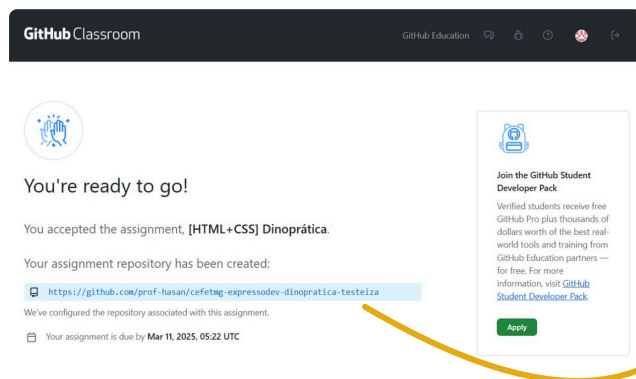 GitHub Classroom
GitHub Education
You're ready to go!
You accepted the assignment, [HTML+CSS] Dinoprática.
Your assignment repository has been created:
https://github.com/prof-hasan/cefetmg-expressodev-dinopratica-testeiza
We've configured the repository associated with this assignment.
Your assignment is due by Mar 11, 2025, 05:22 UTC
Join the GitHub Student
Developer Pack
Verified students receive free
GitHub Pro plus thousands of
dollars worth of the best real-
world tools and training from
GitHub Education partners —
for free. For more
information, visit GitHub
Student Developer Pack.
Apply